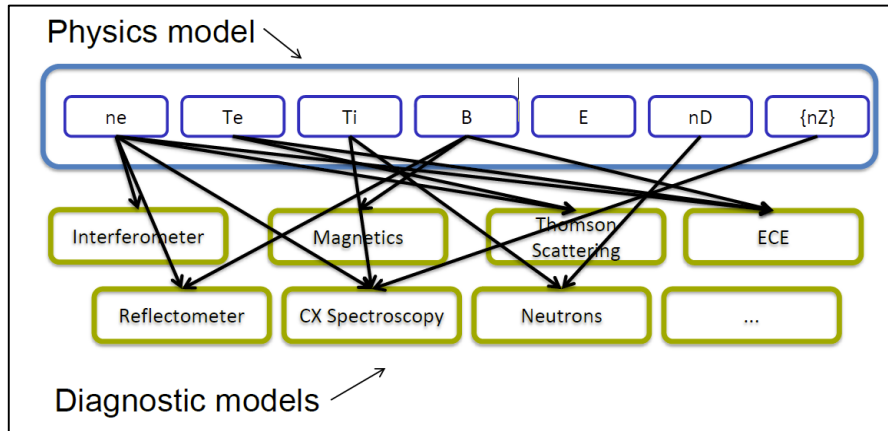 Physics model
ne Te Ti B E nD {nZ}
Interferometer Magnetics Thomson Scattering ECE
Reflectometer CX Spectroscopy Neutrons ...
Diagnostic models